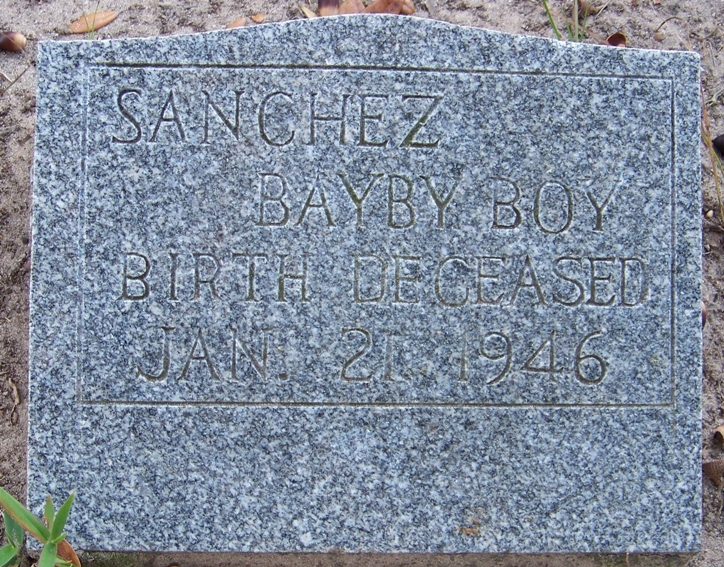 SANCHEZ
BAYBY BOY
BIRTH DECEASED
JAN. 21. 1946